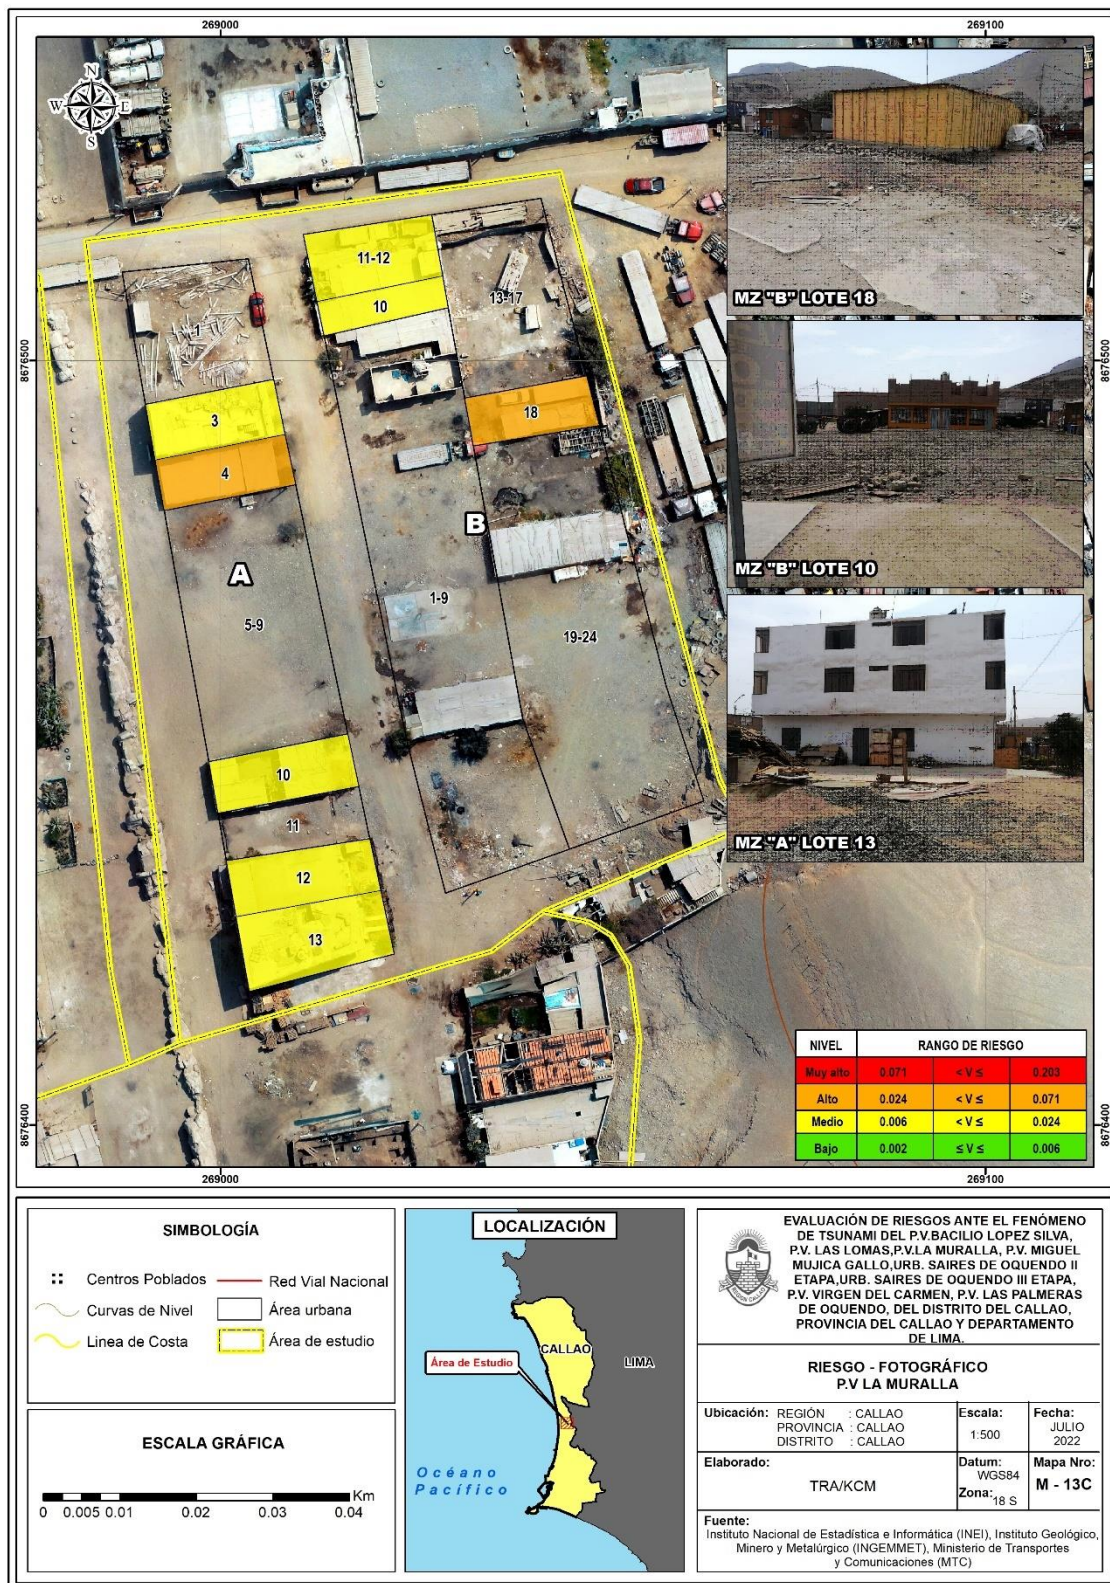 269000
269100
N
W
E
S
8676500
8676500
8676400
8676400
269000
269100
11-12
10
13-17
1
3
4
18
B
A
1-9
5-9
19-24
10
11
12
13
MZ "B" LOTE 18
MZ "B" LOTE 10
MZ "A" LOTE 13
NIVEL RANGO DE RIESGO
Muy alto 0.071 < V ≤ 0.203
Alto 0.024 < V ≤ 0.071
Medio 0.006 < V ≤ 0.024
Bajo 0.002 ≤ V ≤ 0.006
SIMBOLOGÍA
Centros Poblados
Red Vial Nacional
Curvas de Nivel
Área urbana
Linea de Costa
Área de estudio
ESCALA GRÁFICA
Km
0 0.005 0.01 0.02 0.03 0.04
LOCALIZACIÓN
CALLAO
LIMA
Área de Estudio
Océano
Pacífico
REGIÓN CALLAO
EVALUACIÓN DE RIESGOS ANTE EL FENÓMENO
DE TSUNAMI DEL P.V.BACILIO LOPEZ SILVA,
P.V. LAS LOMAS,P.V.LA MURALLA, P.V. MIGUEL
MUJICA GALLO,URB. SAIRES DE OQUENDO II
ETAPA,URB. SAIRES DE OQUENDO III ETAPA,
P.V. VIRGEN DEL CARMEN, P.V. LAS PALMERAS
DE OQUENDO, DEL DISTRITO DEL CALLAO,
PROVINCIA DEL CALLAO Y DEPARTAMENTO
DE LIMA.
RIESGO - FOTOGRÁFICO
P.V LA MURALLA
Ubicación: REGIÓN : CALLAO
PROVINCIA : CALLAO
DISTRITO : CALLAO
Escala:
1:500
Fecha:
JULIO
2022
Elaborado:
TRA/KCM
Datum:
WGS84
Zona: 18 S
Mapa Nro:
M - 13C
Fuente:
Instituto Nacional de Estadística e Informática (INEI), Instituto Geológico,
Minero y Metalúrgico (INGEMMET), Ministerio de Transportes
y Comunicaciones (MTC)